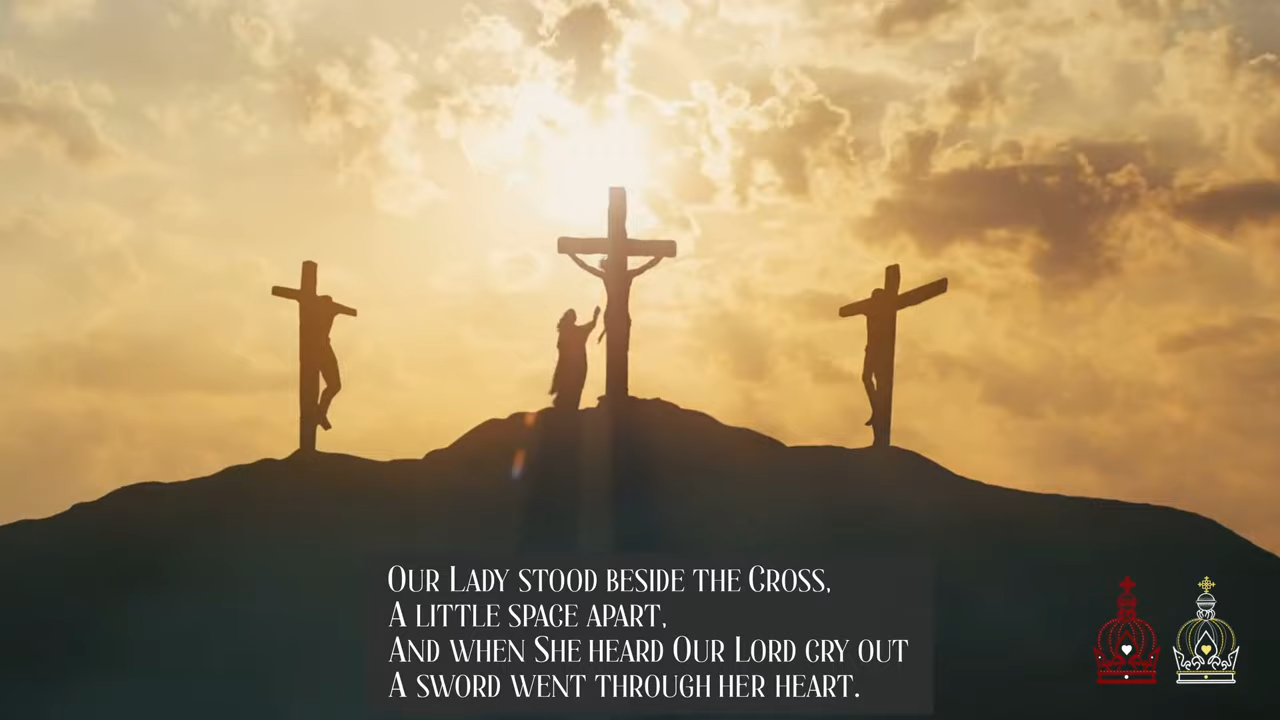 Our Lady stood beside the Cross,
A little space apart,
And when She heard Our Lord cry out
A sword went through her heart.